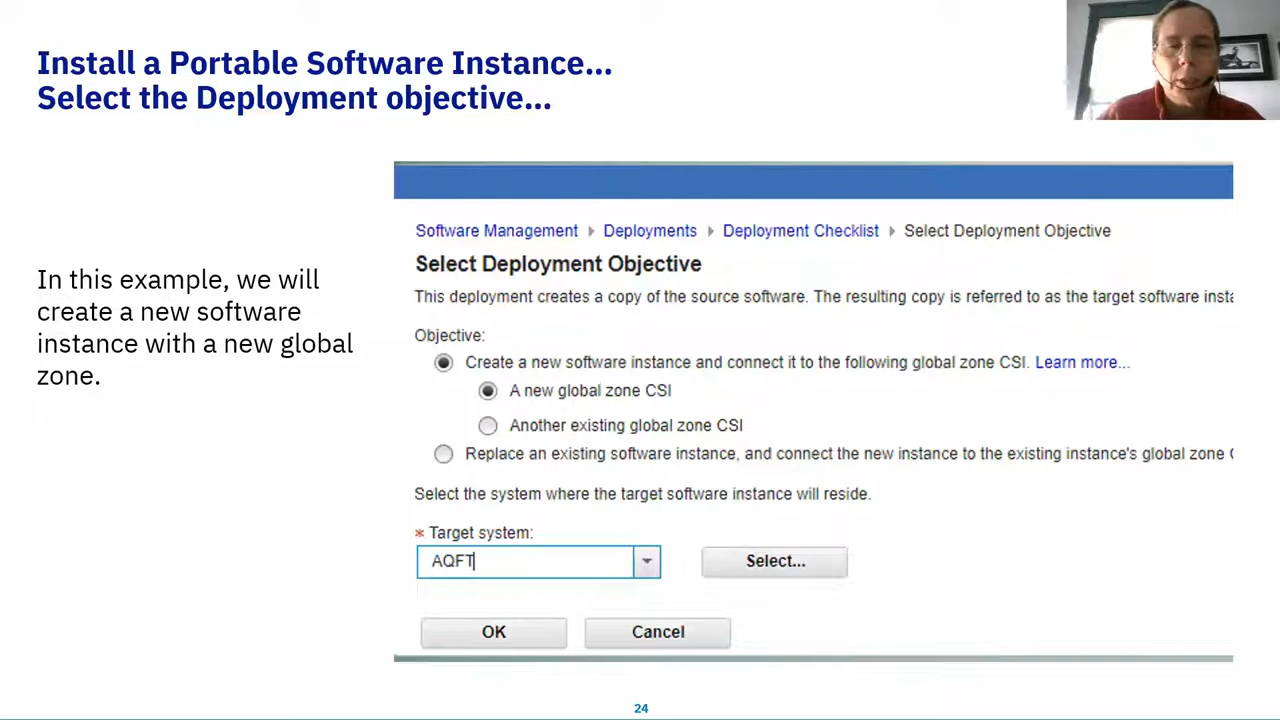 Install a Portable Software Instance...
Select the Deployment objective...
In this example, we will
create a new software
instance with a new global
zone.
Software Management Deployments Deployment Checklist Select Deployment Objective
Select Deployment Objective
This deployment creates a copy of the source software. The resulting copy is referred to as the target software insta
Objective:
Create a new software instance and connect it to the following global zone CSI. Learn more...
A new global zone CSI
Another existing global zone CSI
Replace an existing software instance, and connect the new instance to the existing instance's global zone
Select the system where the target software instance will reside.
* Target system:
AQFT
Select...
OK
Cancel
24